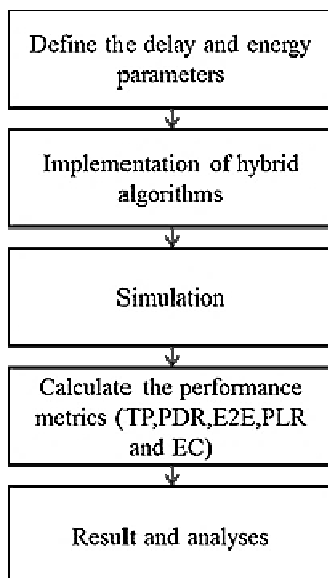 Define the delay and energy
parameters
Implementation of hybrid
algorithms
Simulation
Calculate the performance
metrics (TP,PDR,E2E,PLR
and EC)
Result and analyses